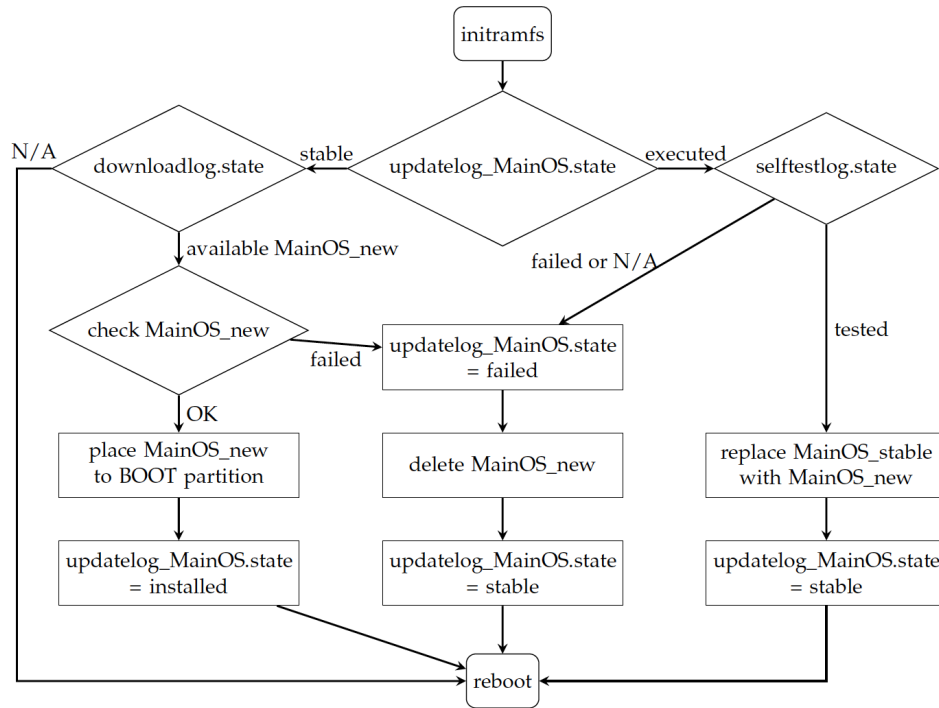 initramfs
N/A
downloadlog.state
stable
updatelog_MainOS.state
executed
selftestlog.state
available MainOS_new
failed or N/A
check MainOS_new
failed
updatelog_MainOS.state
= failed
tested
OK
place MainOS_new
to BOOT partition
delete MainOS_new
replace MainOS_stable
with MainOS_new
updatelog_MainOS.state
= installed
updatelog_MainOS.state
= stable
updatelog_MainOS.state
= stable
reboot